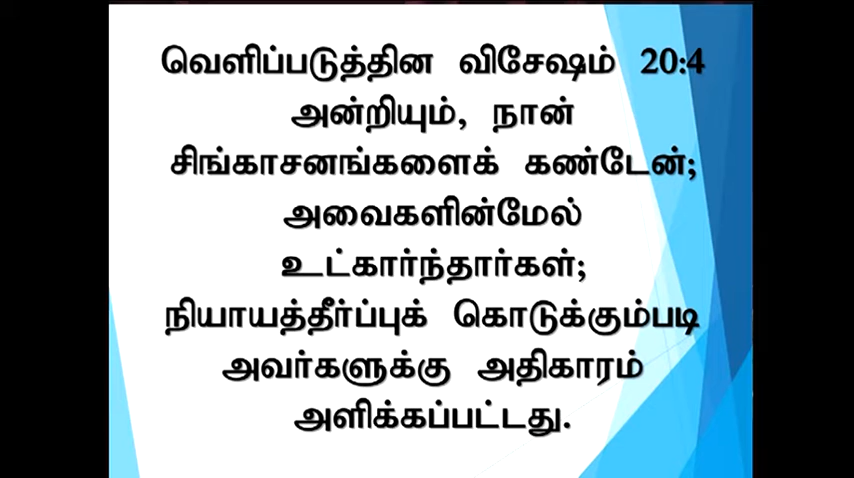 வெளிப்படுத்தின விசேஷம் 20:4
அன்றியும், நான்
சிங்காசனங்களைக் கண்டேன்;
அவைகளின்மேல்
உட்கார்ந்தார்கள்;
நியாயத்தீர்ப்புக் கொடுக்கும்படி
அவர்களுக்கு அதிகாரம்
அளிக்கப்பட்டது.